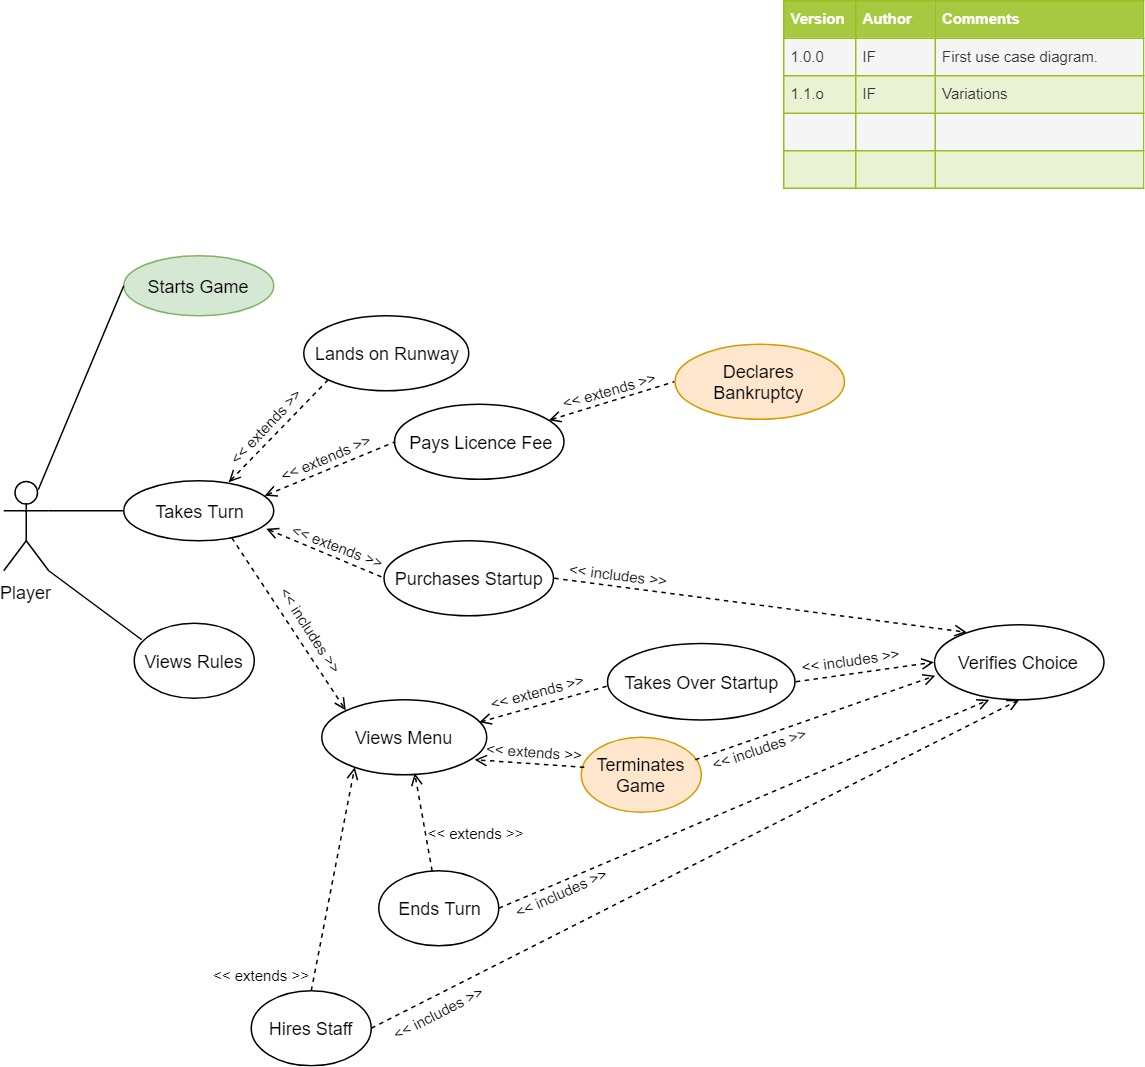 Version Author Comments
1.0.0 IF First use case diagram.
1.1.o IF Variations
Starts Game
Lands on Runway
Declares
Bankruptcy
<< extends >>
<< extends >>
Pays Licence Fee
<< extends >>
Takes Turn
<< extends >>
Purchases Startup
<< includes >>
Player
<< includes >>
Views Rules
Verifies Choice
<< includes >>
Takes Over Startup
<< extends >>
Views Menu
<< extends >>
<< includes >>
Terminates
Game
<< extends >>
<< includes >>
Ends Turn
<< extends >>
<< includes >>
Hires Staff